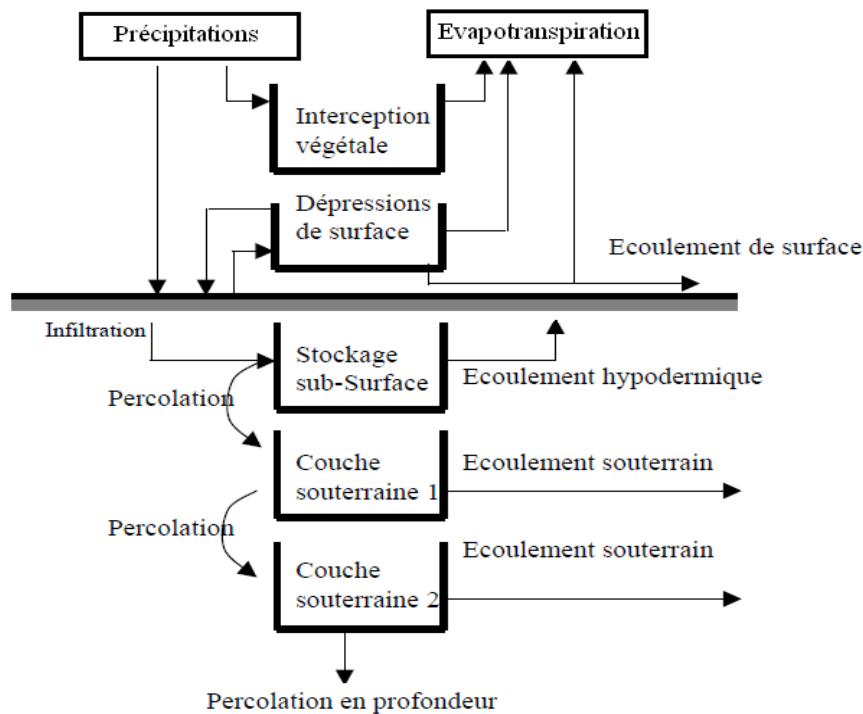 Précipitations
Evapotranspiration
Interception
végétale
Dépressions
de surface
Ecoulement de surface
Infiltration
Stockage
sub-Surface
Ecoulement hypodermique
Percolation
Couche
souterraine 1
Ecoulement souterrain
Percolation
Couche
souterraine 2
Ecoulement souterrain
Percolation en profondeur